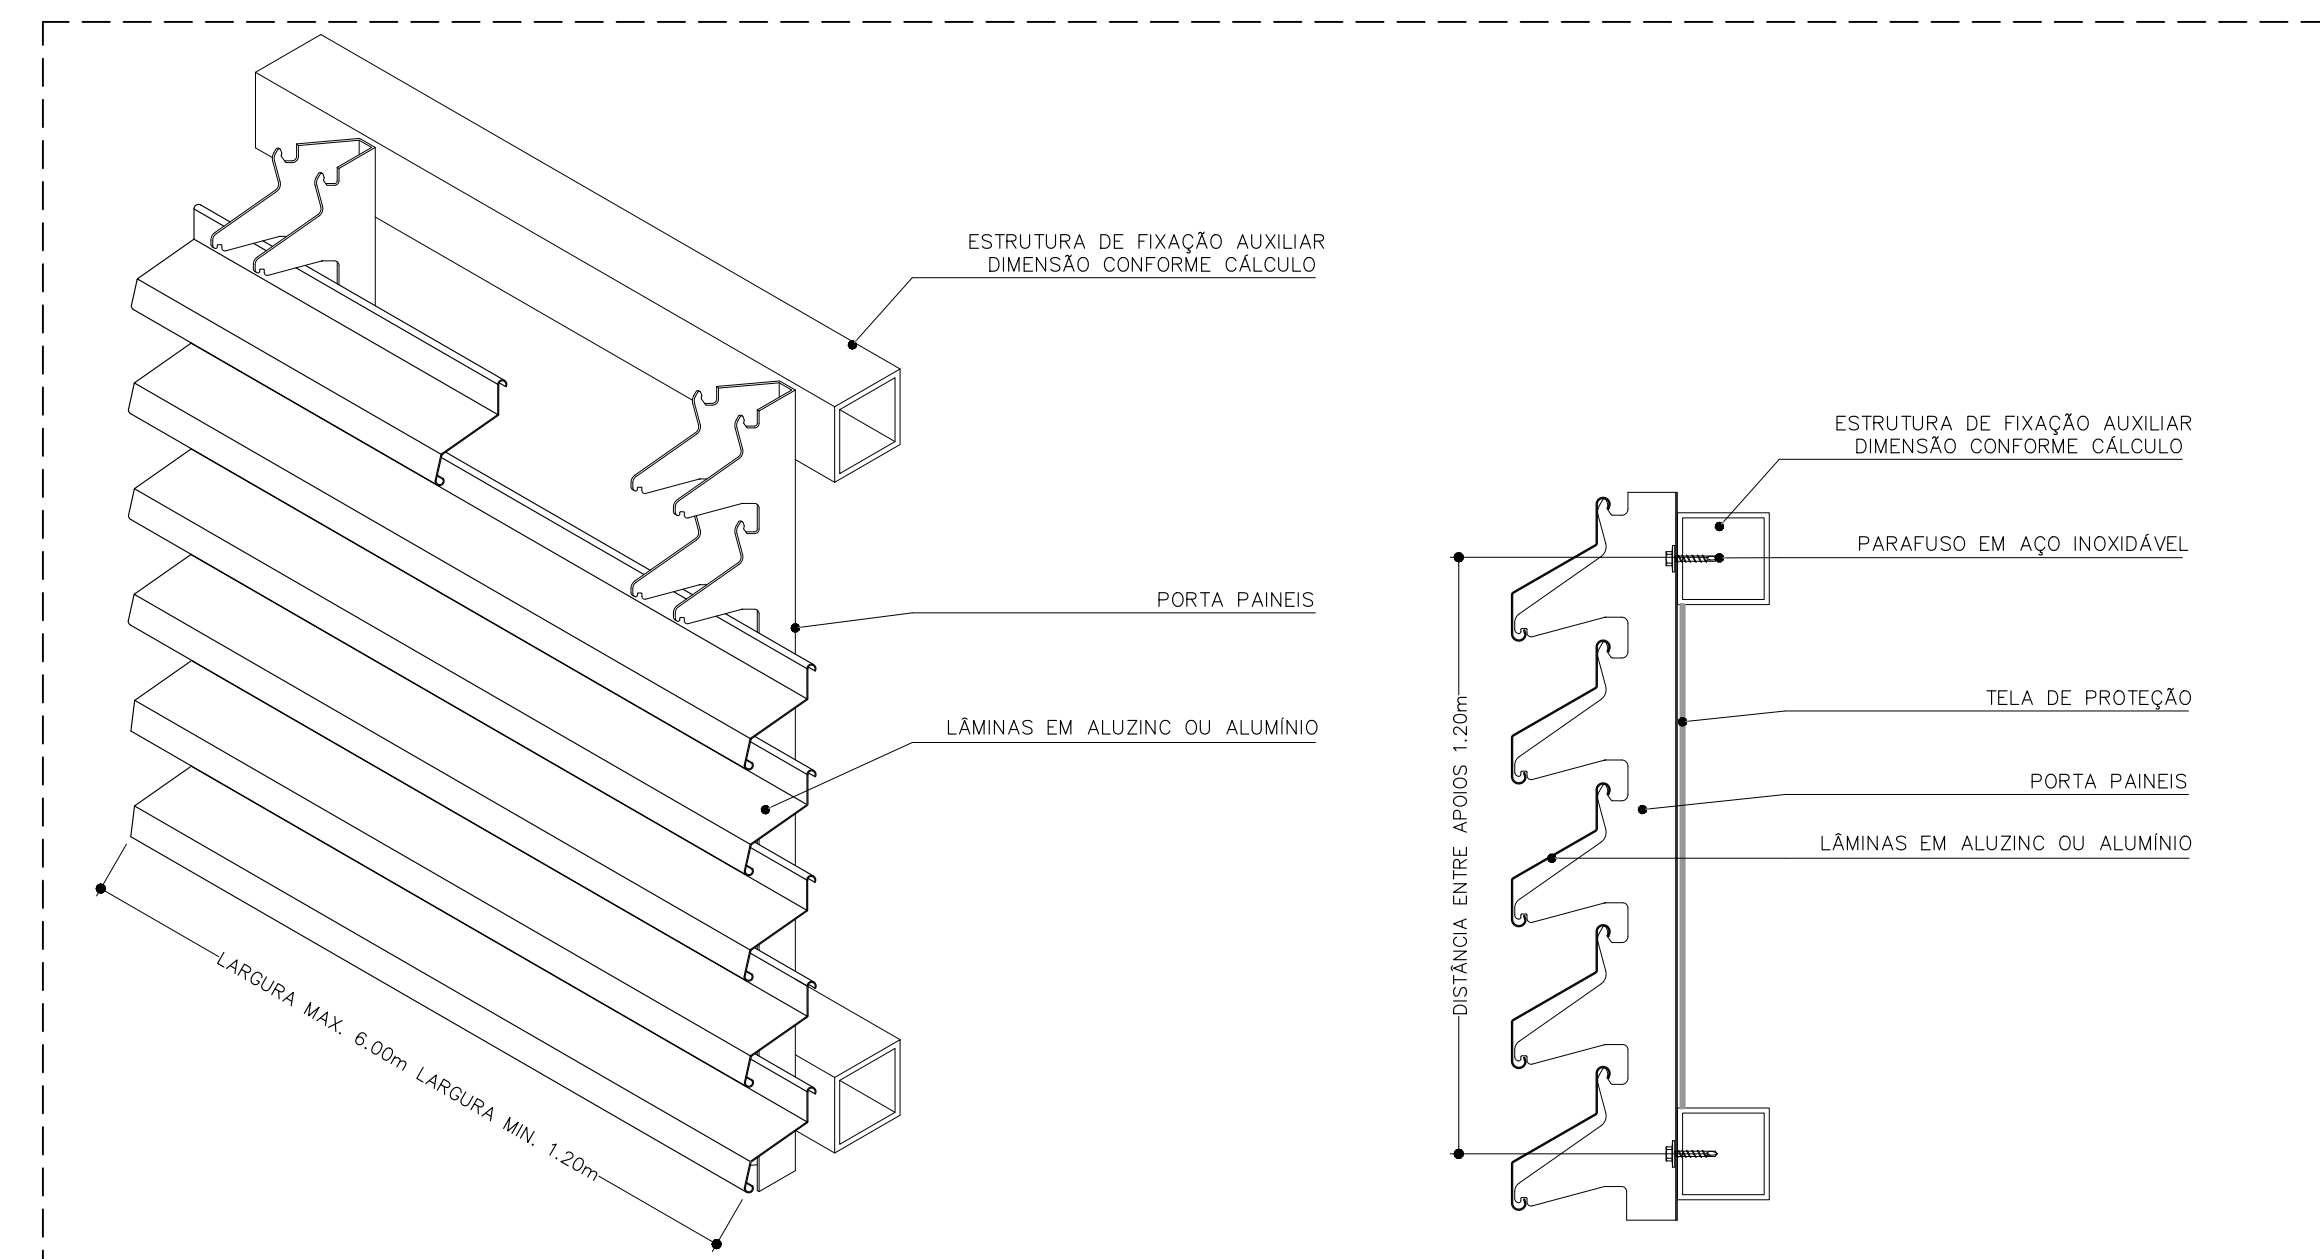 ESTRUTURA DE FIXAÇÃO AUXILIAR
DIMENSÃO CONFORME CÁLCULO
PORTA PAINEIS
LÂMINAS EM ALUZINC OU ALUMÍNIO
LARGURA MAX. 6.00m LARGURA MIN. 1.20m
ESTRUTURA DE FIXAÇÃO AUXILIAR
DIMENSÃO CONFORME CÁLCULO
PARAFUSO EM AÇO INOXIDÁVEL
TELA DE PROTEÇÃO
PORTA PAINEIS
LÂMINAS EM ALUZINC OU ALUMÍNIO
DISTÂNCIA ENTRE APOIOS 1.20m